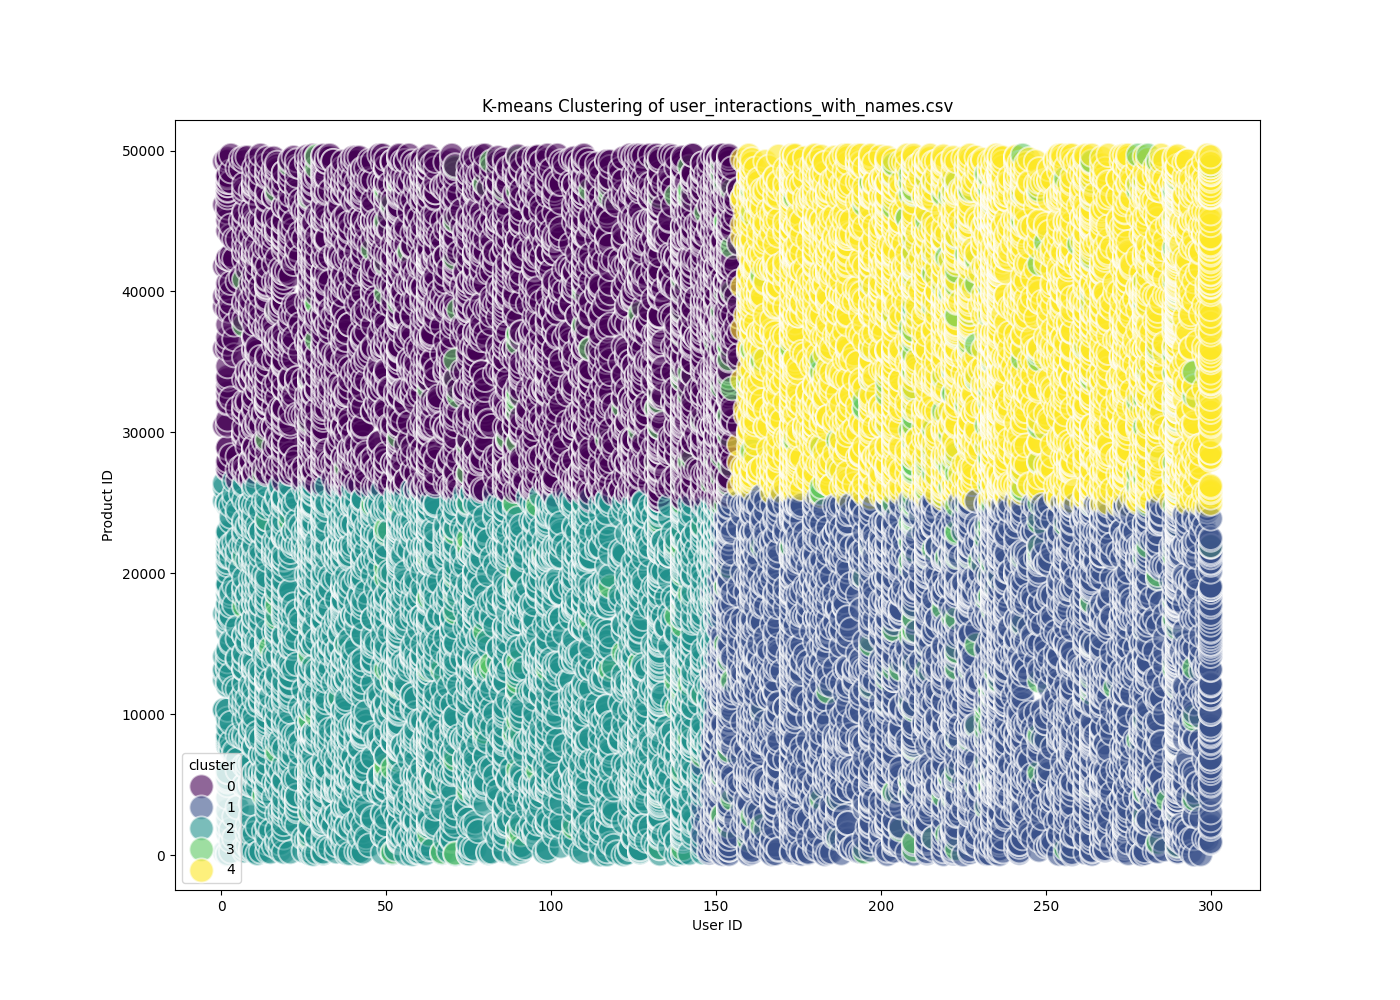 K-means Clustering of user_interactions_with_names.csv
Product ID
50000
40000
30000
20000
10000
0
cluster
0
1
2
3
4
0 50 100 150 200 250 300
User ID